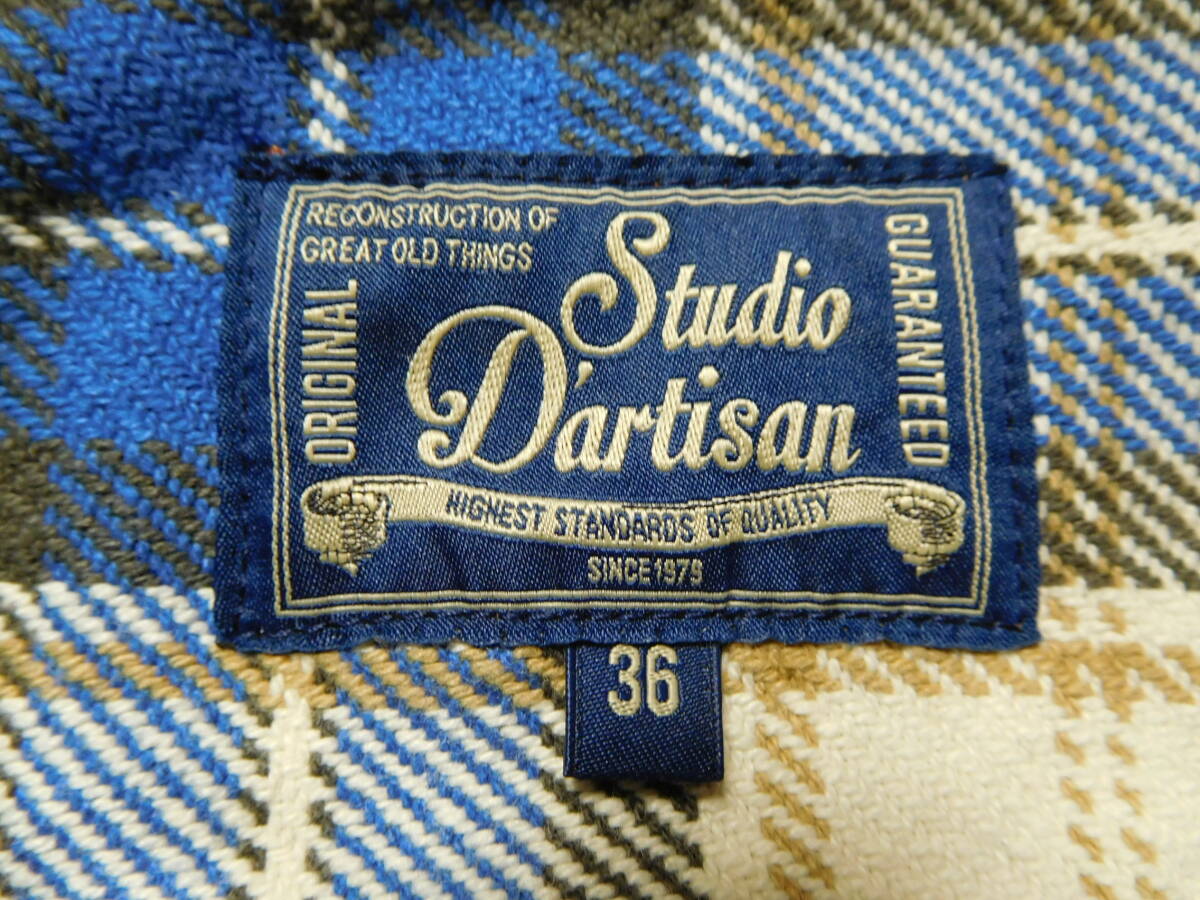 RECONSTRUCTION OF
GREAT OLD THINGS
ORIGINAL
Studio
D'artisan
GUARANTEED
HIGHEST STANDARDS OF QUALITY
SINCE 1979
36